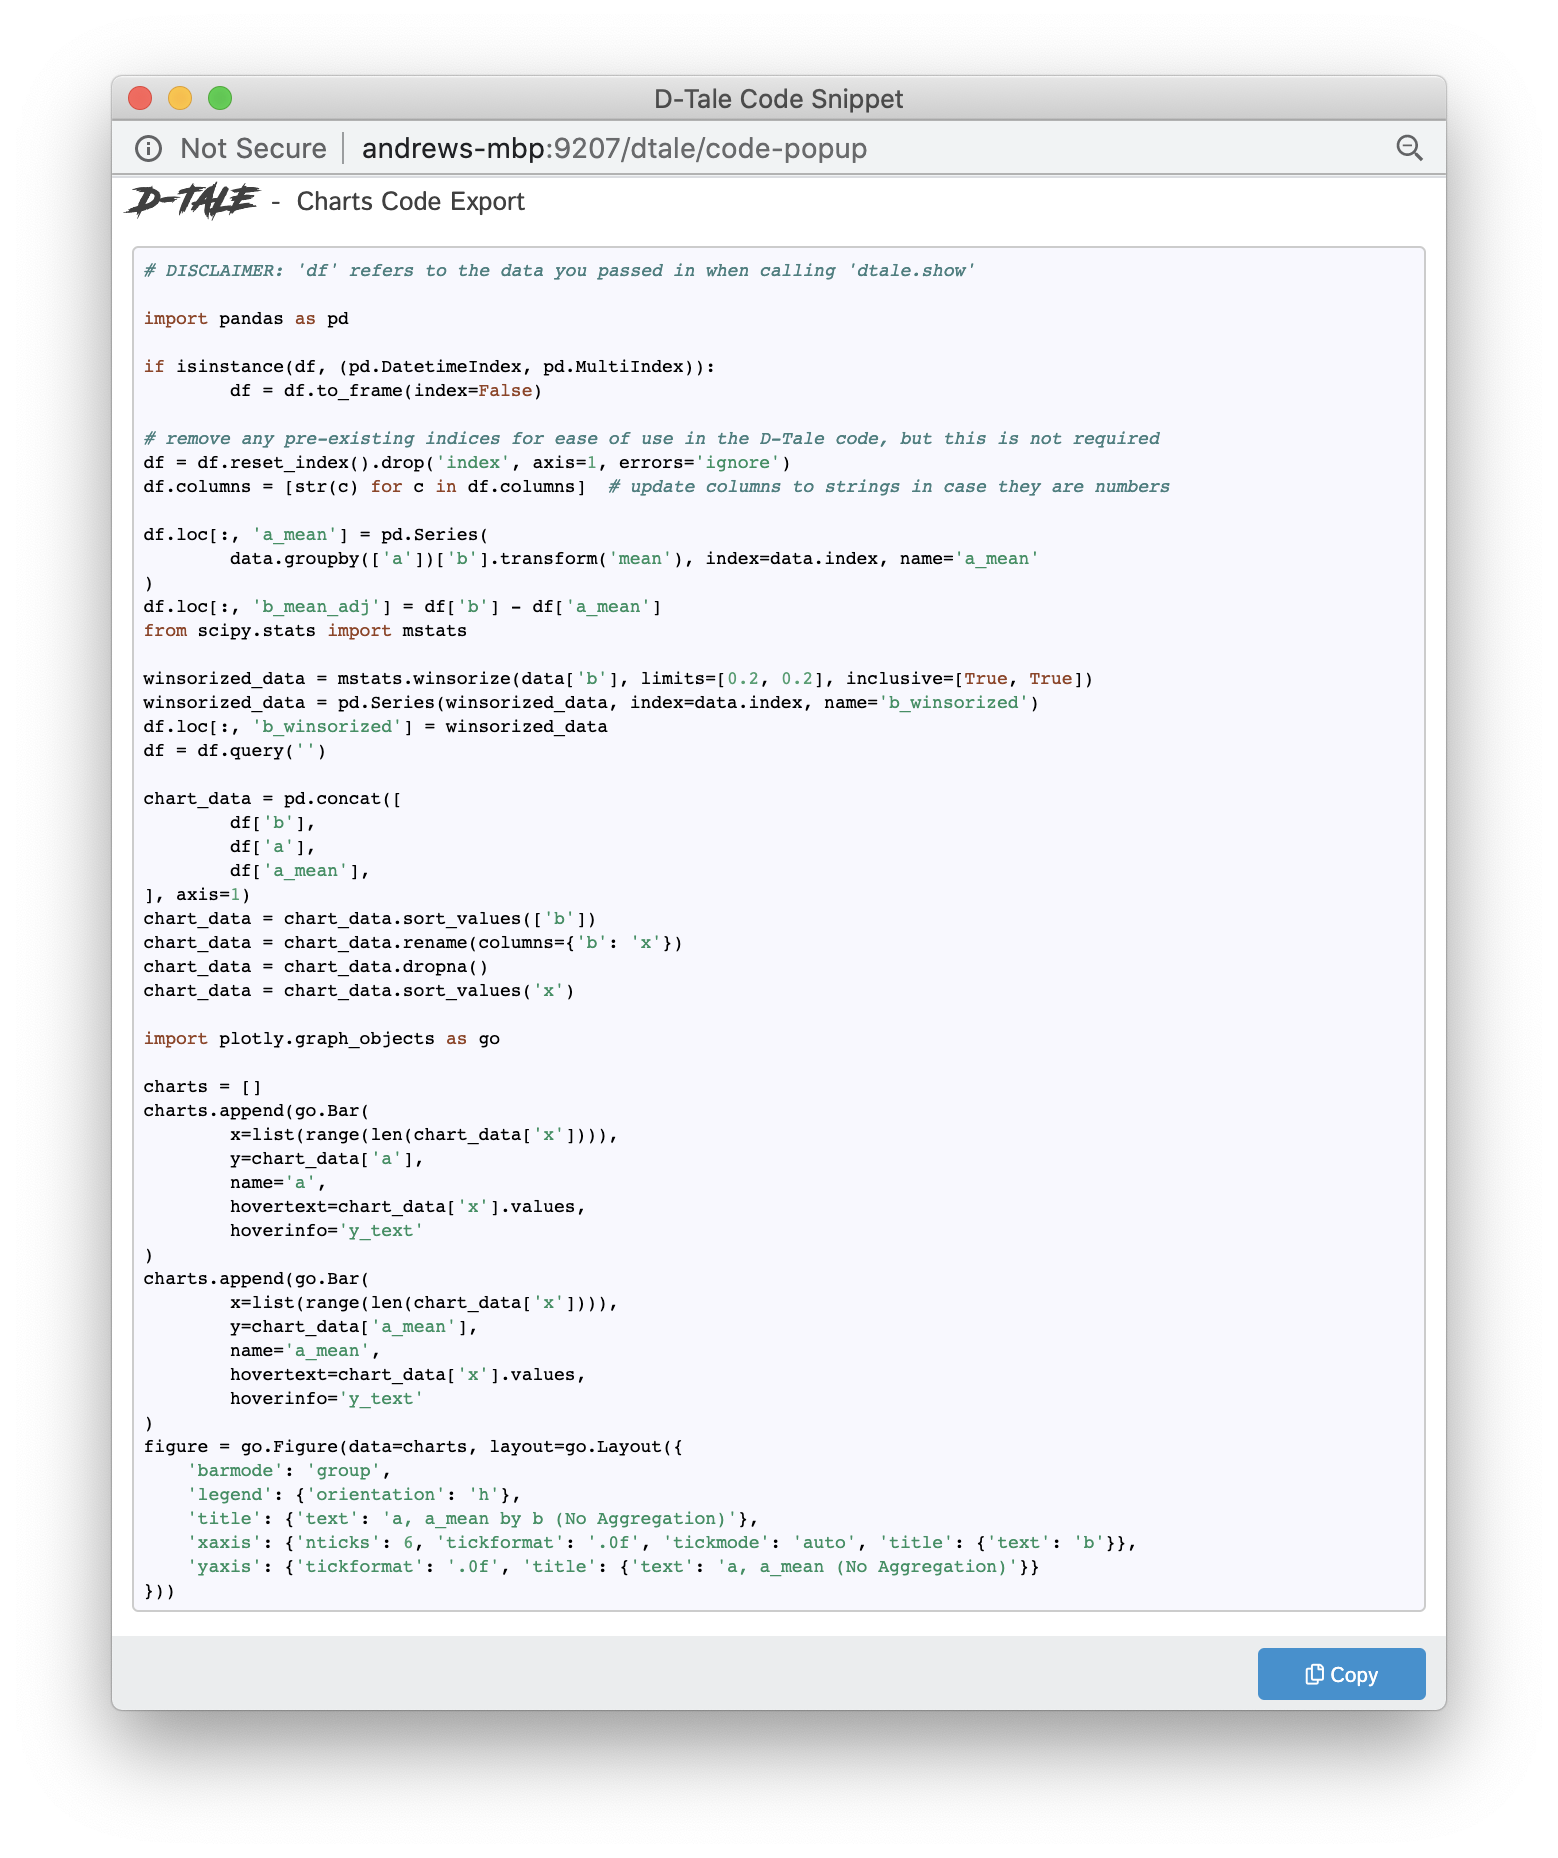 D-Tale Code Snippet
Not Secure | andrews-mbp:9207/dtale/code-popup
D-TALE - Charts Code Export
# DISCLAIMER: 'df' refers to the data you passed in when calling 'dtale.show'

import pandas as pd

if isinstance(df, (pd.DatetimeIndex, pd.MultiIndex)):
        df = df.to_frame(index=False)

# remove any pre-existing indices for ease of use in the D-Tale code, but this is not required
df = df.reset_index().drop('index', axis=1, errors='ignore')
df.columns = [str(c) for c in df.columns]  # update columns to strings in case they are numbers

df.loc[:, 'a_mean'] = pd.Series(
        data.groupby(['a'])['b'].transform('mean'), index=data.index, name='a_mean'
)
df.loc[:, 'b_mean_adj'] = df['b'] - df['a_mean']
from scipy.stats import mstats

winsorized_data = mstats.winsorize(data['b'], limits=[0.2, 0.2], inclusive=[True, True])
winsorized_data = pd.Series(winsorized_data, index=data.index, name='b_winsorized')
df.loc[:, 'b_winsorized'] = winsorized_data
df = df.query('')

chart_data = pd.concat([
        df['b'],
        df['a'],
        df['a_mean'],
], axis=1)
chart_data = chart_data.sort_values(['b'])
chart_data = chart_data.rename(columns={'b': 'x'})
chart_data = chart_data.dropna()
chart_data = chart_data.sort_values('x')

import plotly.graph_objects as go

charts = []
charts.append(go.Bar(
        x=list(range(len(chart_data['x']))),
        y=chart_data['a'],
        name='a',
        hovertext=chart_data['x'].values,
        hoverinfo='y_text'
)
charts.append(go.Bar(
        x=list(range(len(chart_data['x']))),
        y=chart_data['a_mean'],
        name='a_mean',
        hovertext=chart_data['x'].values,
        hoverinfo='y_text'
)
figure = go.Figure(data=charts, layout=go.Layout({
    'barmode': 'group',
    'legend': {'orientation': 'h'},
    'title': {'text': 'a, a_mean by b (No Aggregation)'},
    'xaxis': {'nticks': 6, 'tickformat': '.0f', 'tickmode': 'auto', 'title': {'text': 'b'}},
    'yaxis': {'tickformat': '.0f', 'title': {'text': 'a, a_mean (No Aggregation)'}}
}))
Copy